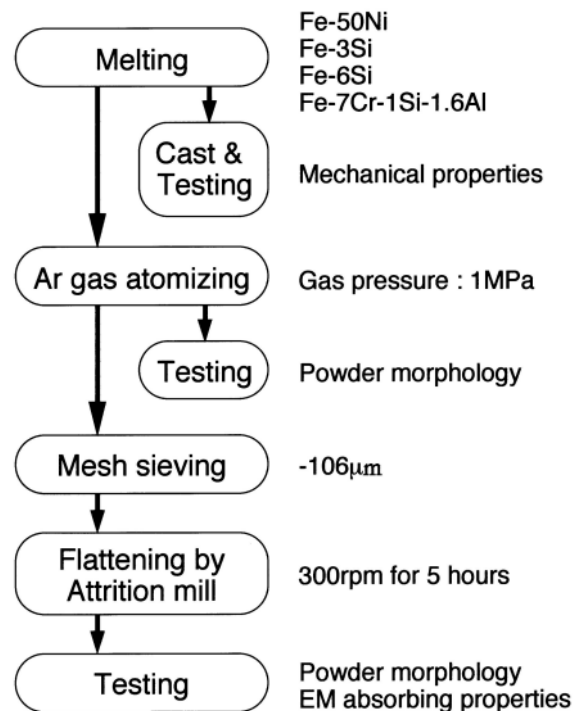 Melting
Fe-50Ni
Fe-3Si
Fe-6Si
Fe-7Cr-1Si-1.6Al
Cast &
Testing
Mechanical properties
Ar gas atomizing
Gas pressure : 1MPa
Testing
Powder morphology
Mesh sieving
-106μm
Flattening by
Attrition mill
300rpm for 5 hours
Testing
Powder morphology
EM absorbing properties